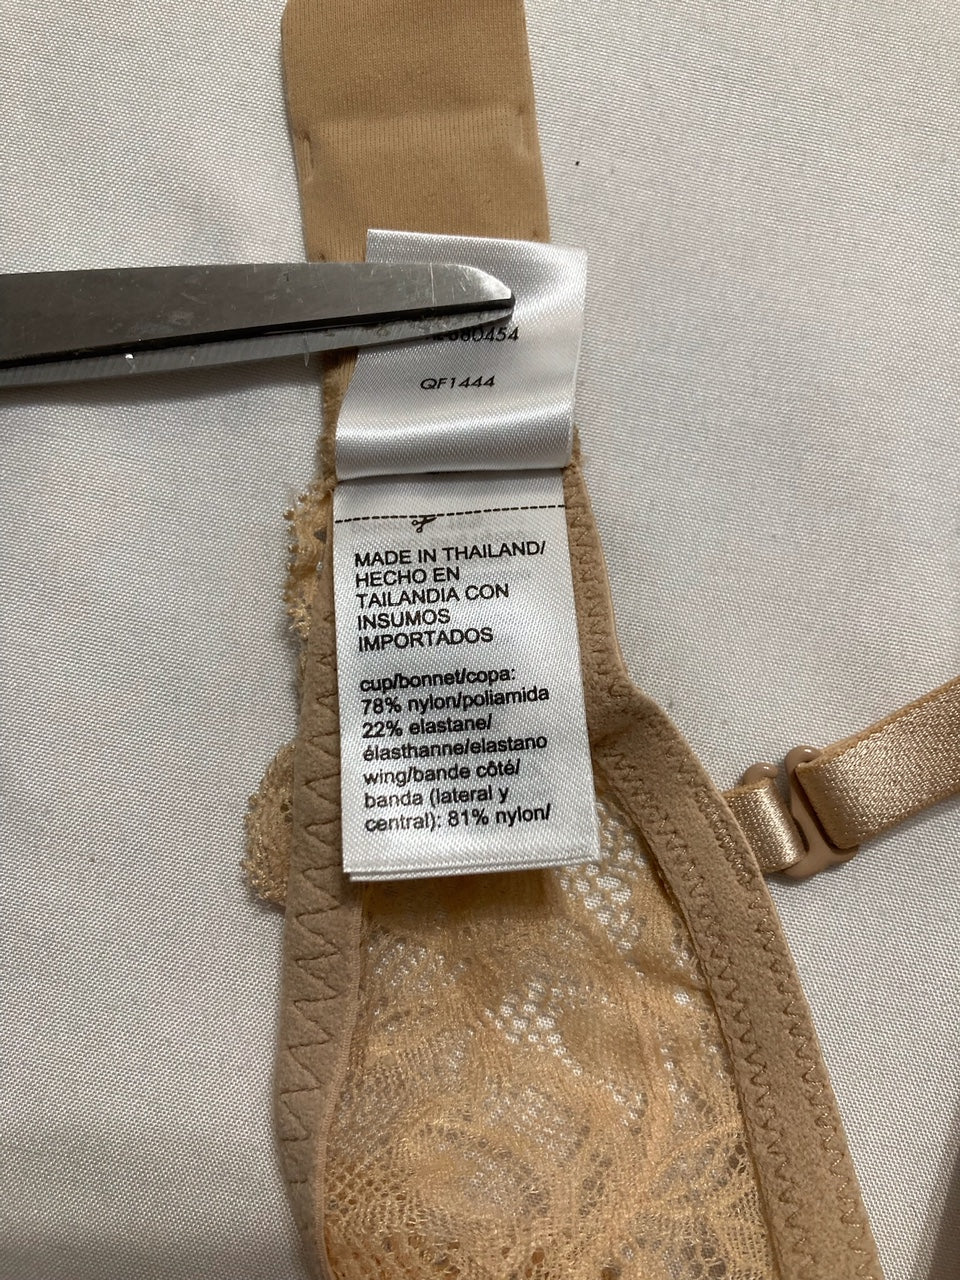 QF1444
MADE IN THAILAND/
HECHO EN
TAILANDIA CON
INSUMOS
IMPORTADOS
cup/bonnet/copa:
78% nylon/poliamida
22% elastane/
élasthanne/elastano
wing/bande côté/
banda (lateral y
central): 81% nylon/